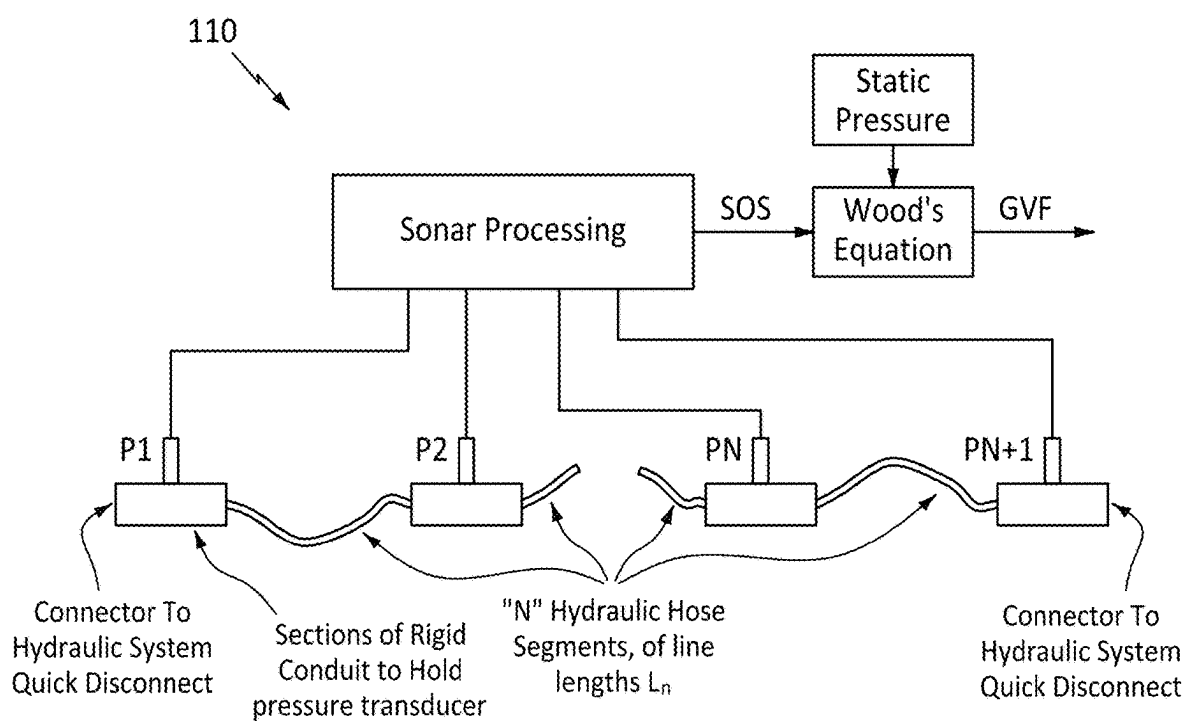 110
Static
Pressure
Sonar Processing
SOS
Wood's
Equation
GVF
P1
P2
PN
PN+1
Connector To
Hydraulic System
Quick Disconnect
Sections of Rigid
Conduit to Hold
pressure transducer
"N" Hydraulic Hose
Segments, of line
lengths Lₙ
Connector To
Hydraulic System
Quick Disconnect